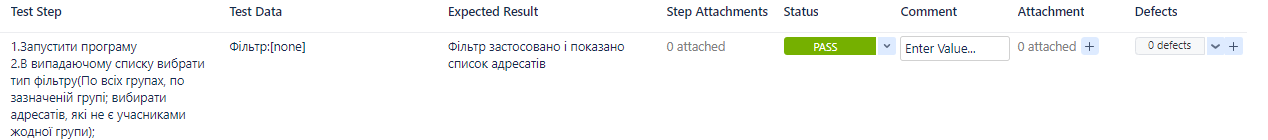 Test Step Test Data Expected Result Step Attachments Status Comment Attachment Defects
1.Запустити програму
2.В випадаючому списку вибрати
тип фільтру(По всіх групах, по
зазначеній групі; вибирати
адресатів, які не є учасниками
жодної групи);
Фільтр:[none]
Фільтр застосовано і показано
список адресатів
0 attached
PASS
Enter Value...
0 attached +
0 defects +